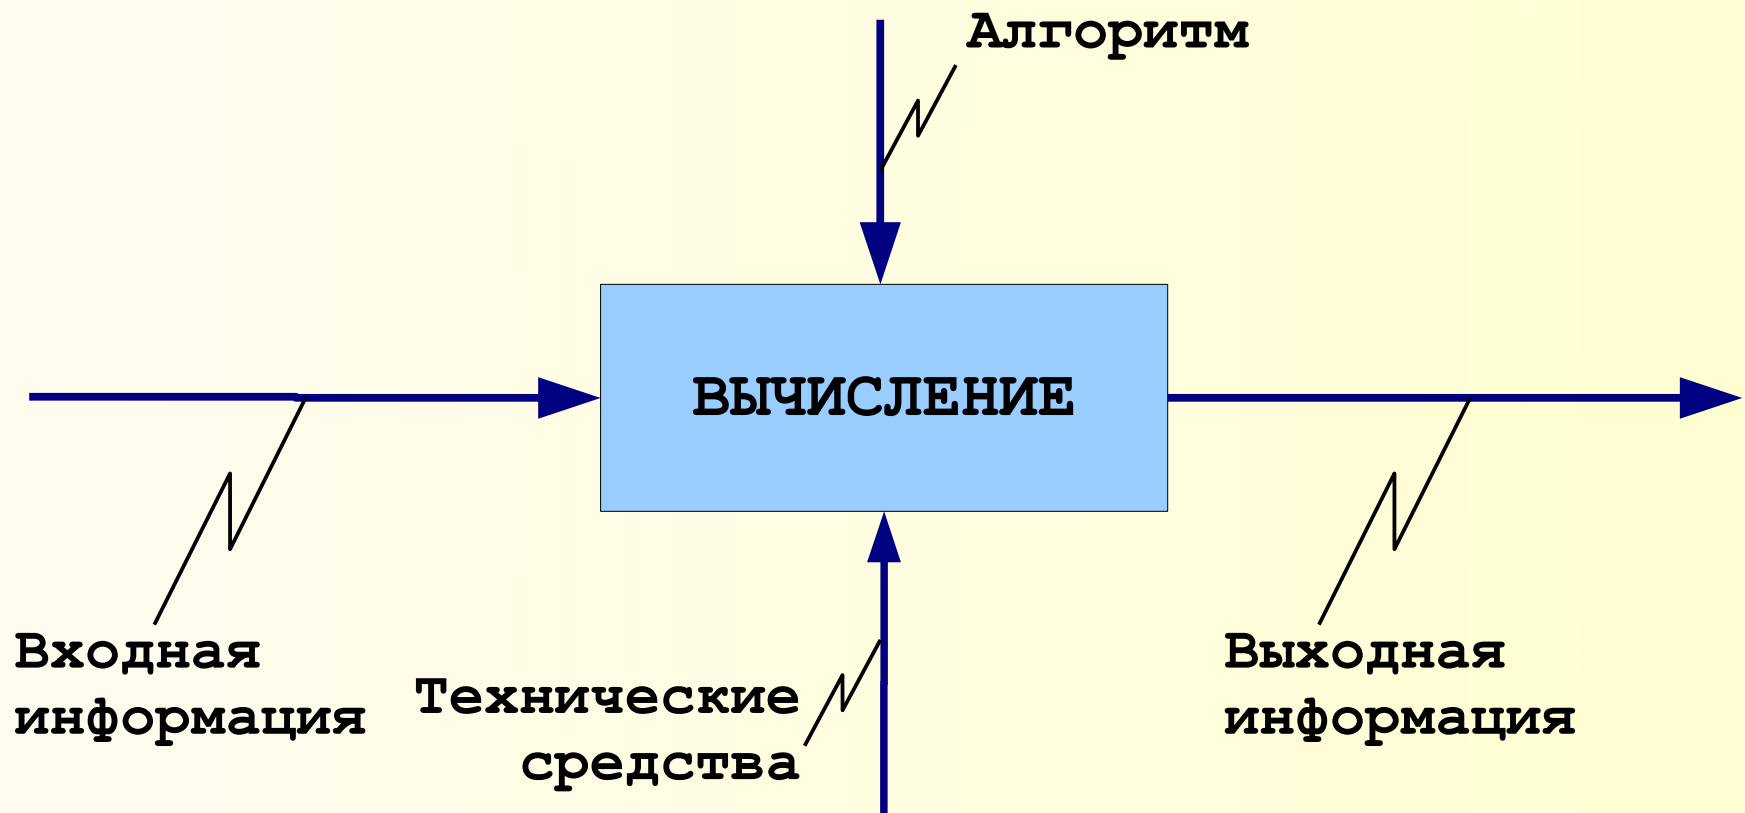 Алгоритм
ВЫЧИСЛЕНИЕ
Входная
информация
Технические
средства
Выходная
информация